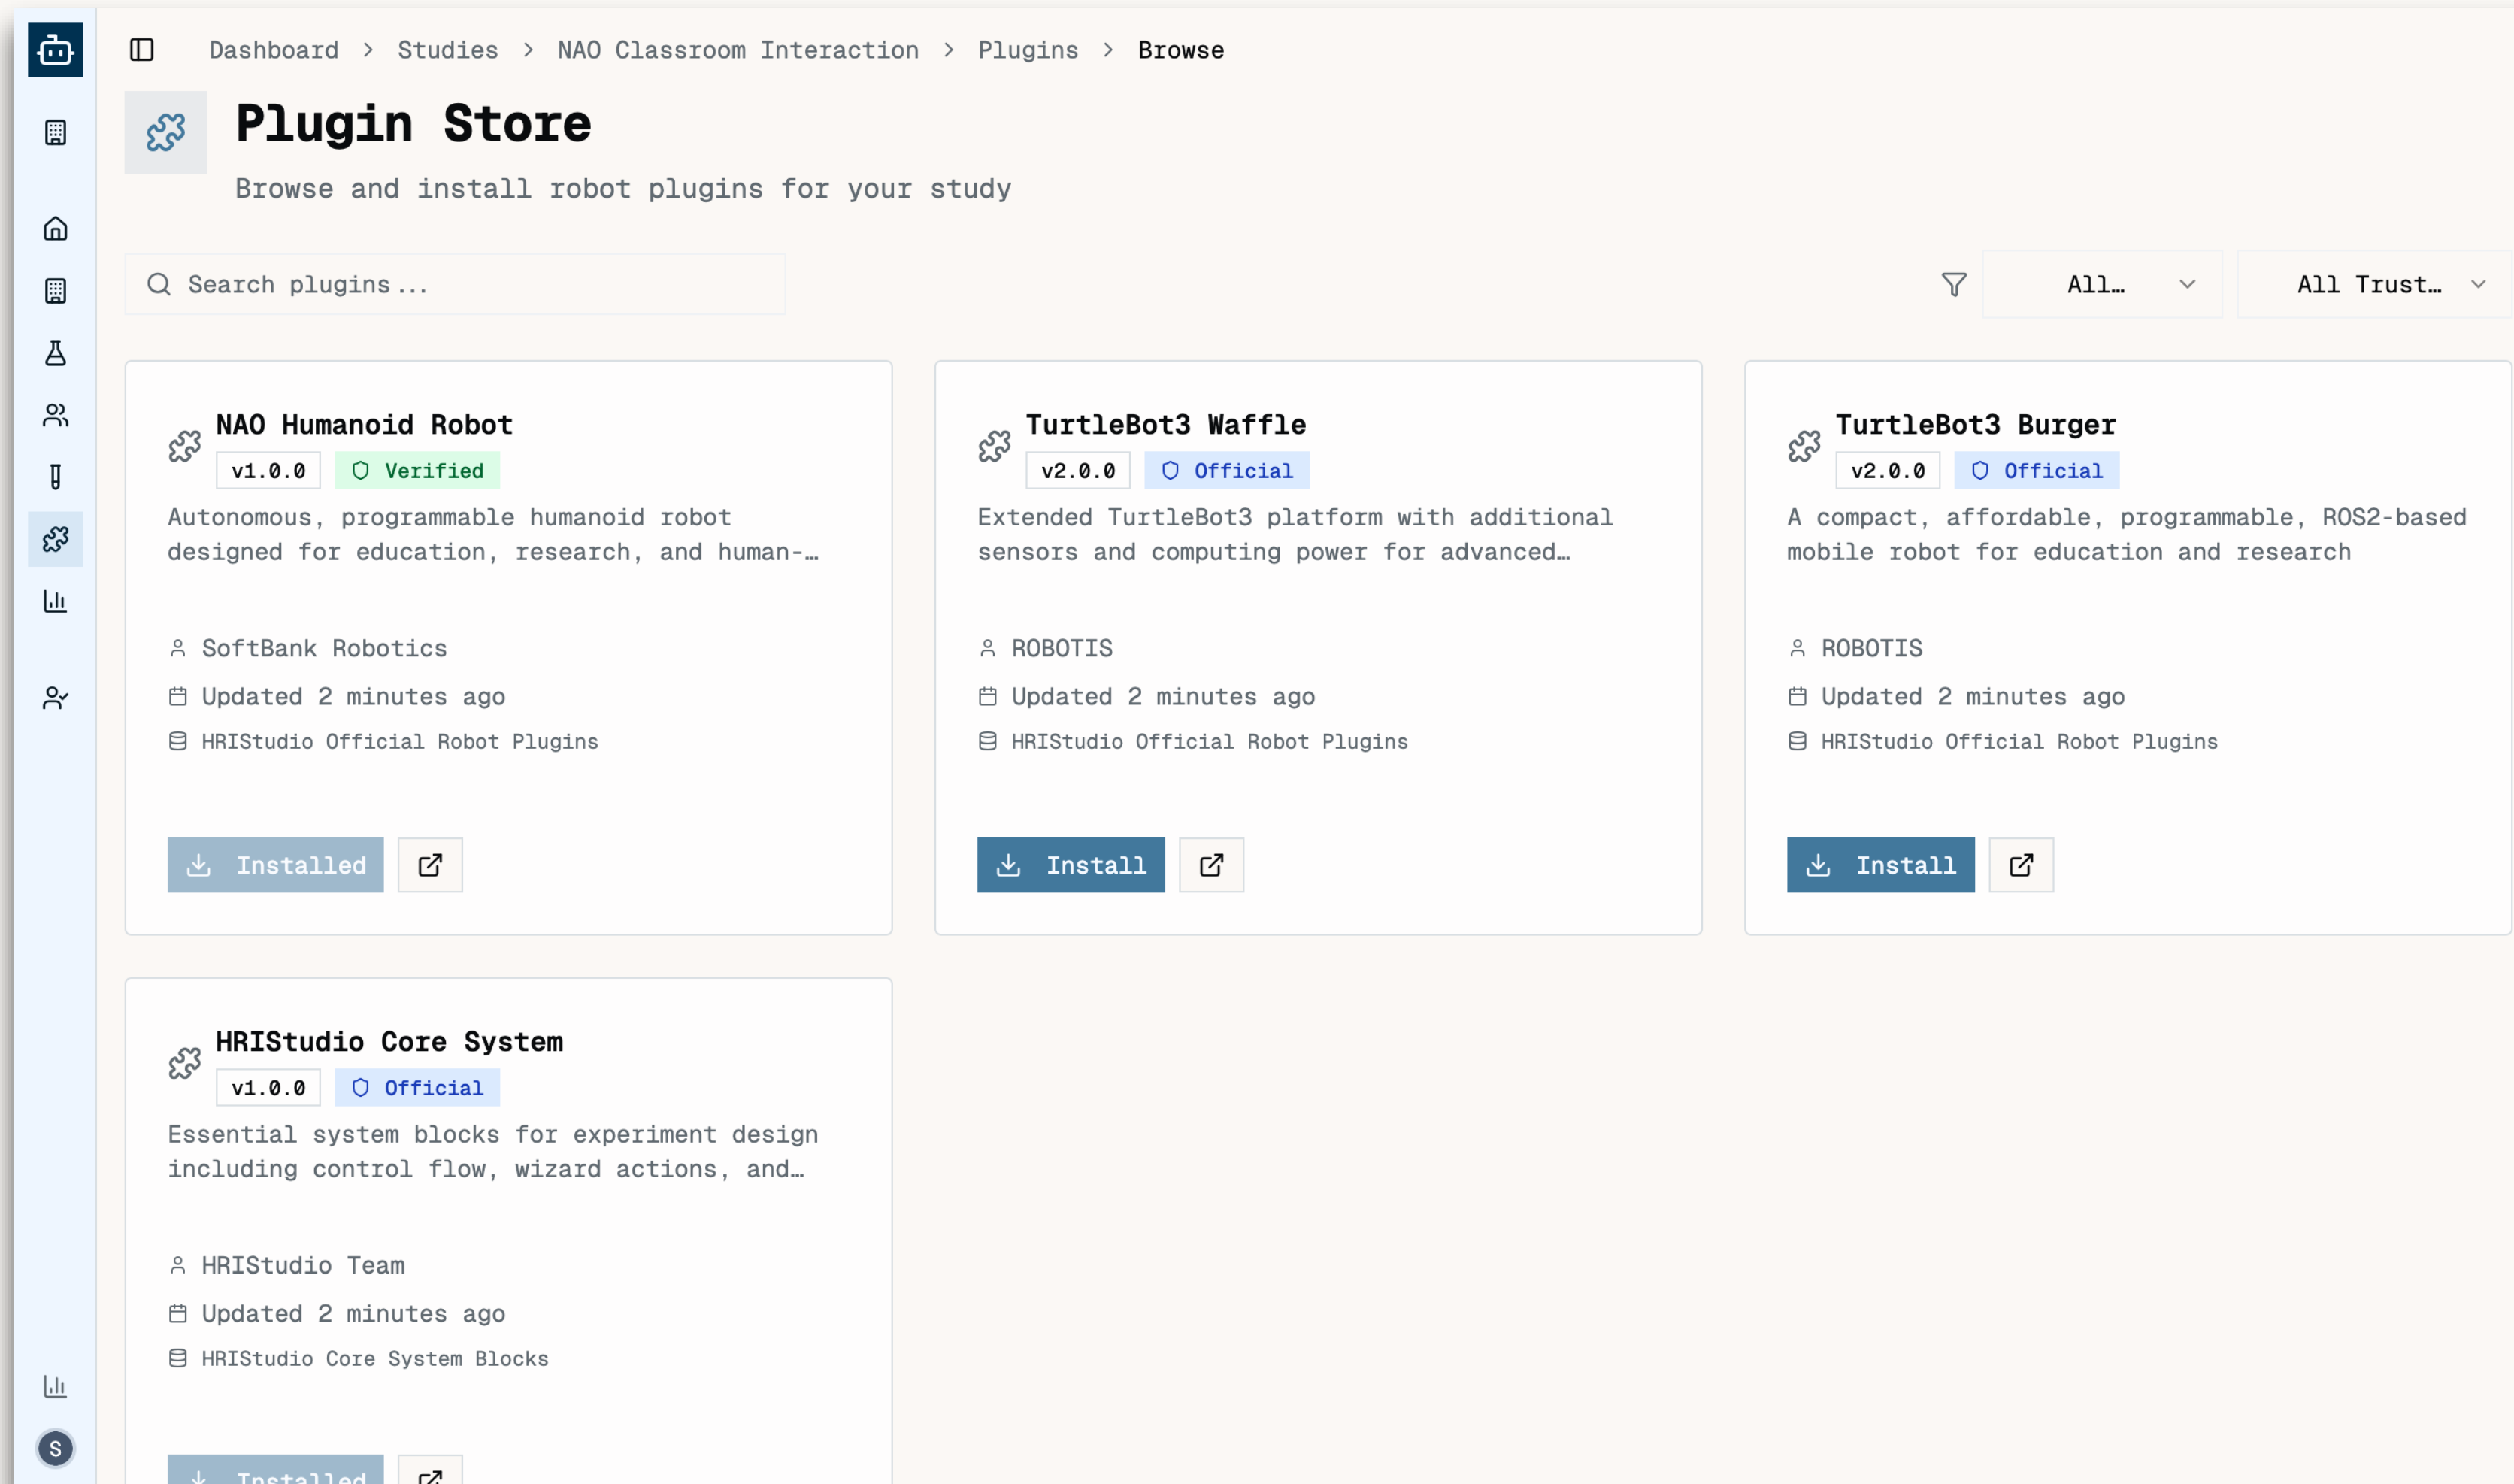 Dashboard > Studies > NAO Classroom Interaction > Plugins > Browse
Plugin Store
Browse and install robot plugins for your study
Search plugins...
All…
All Trust…
NAO Humanoid Robot
v1.0.0 Verified
Autonomous, programmable humanoid robot
designed for education, research, and human-…
SoftBank Robotics
Updated 2 minutes ago
HRIStudio Official Robot Plugins
Installed
TurtleBot3 Waffle
v2.0.0 Official
Extended TurtleBot3 platform with additional
sensors and computing power for advanced…
ROBOTIS
Updated 2 minutes ago
HRIStudio Official Robot Plugins
Install
TurtleBot3 Burger
v2.0.0 Official
A compact, affordable, programmable, ROS2-based
mobile robot for education and research
ROBOTIS
Updated 2 minutes ago
HRIStudio Official Robot Plugins
Install
HRIStudio Core System
v1.0.0 Official
Essential system blocks for experiment design
including control flow, wizard actions, and…
HRIStudio Team
Updated 2 minutes ago
HRIStudio Core System Blocks
Installed
S